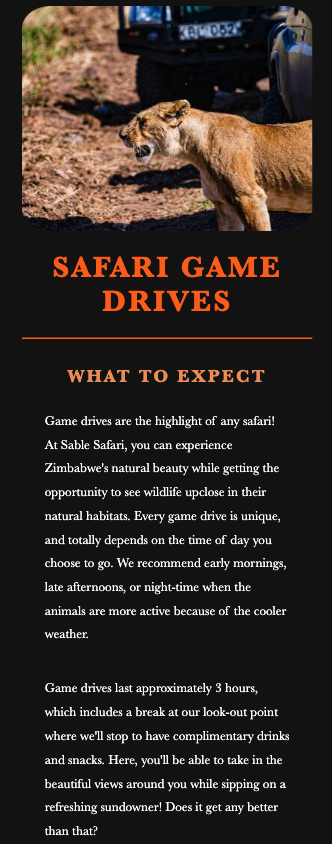 SAFARI GAME
DRIVES
WHAT TO EXPECT
Game drives are the highlight of any safari!
At Sable Safari, you can experience
Zimbabwe's natural beauty while getting the
opportunity to see wildlife upclose in their
natural habitats. Every game drive is unique,
and totally depends on the time of day you
choose to go. We recommend early mornings,
late afternoons, or night-time when the
animals are more active because of the cooler
weather.
Game drives last approximately 3 hours,
which includes a break at our look-out point
where we'll stop to have complimentary drinks
and snacks. Here, you'll be able to take in the
beautiful views around you while sipping on a
refreshing sundowner! Does it get any better
than that?